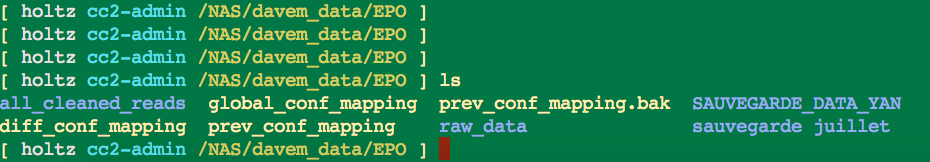 [ holtz cc2-admin /NAS/davem_data/EPO ]
[ holtz cc2-admin /NAS/davem_data/EPO ]
[ holtz cc2-admin /NAS/davem_data/EPO ]
[ holtz cc2-admin /NAS/davem_data/EPO ] ls
all_cleaned_reads  global_conf_mapping  prev_conf_mapping.bak  SAUVEGARDE_DATA_YAN
diff_conf_mapping  prev_conf_mapping    raw_data               sauvegarde juillet
[ holtz cc2-admin /NAS/davem_data/EPO ]